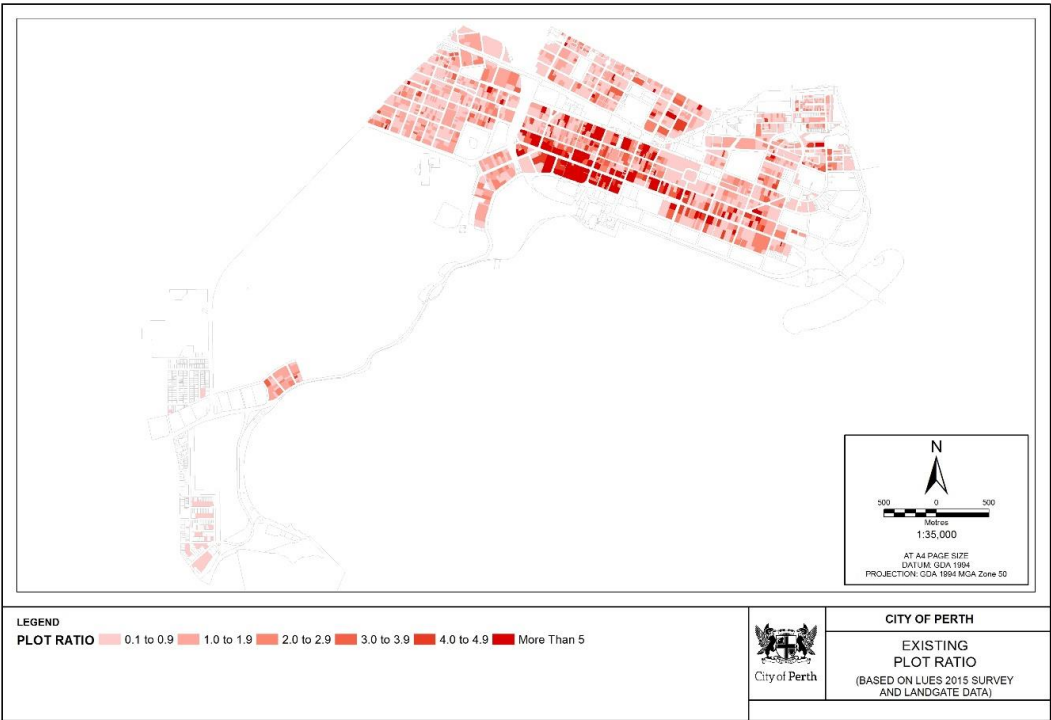 N
500 0 500
Metres
1:35,000
AT A4 PAGE SIZE
DATUM: GDA 1994
PROJECTION: GDA 1994 MGA Zone 50
LEGEND
PLOT RATIO 0.1 to 0.9 1.0 to 1.9 2.0 to 2.9 3.0 to 3.9 4.0 to 4.9 More Than 5
City of Perth
CITY OF PERTH
EXISTING
PLOT RATIO
(BASED ON LUES 2015 SURVEY
AND LANDGATE DATA)